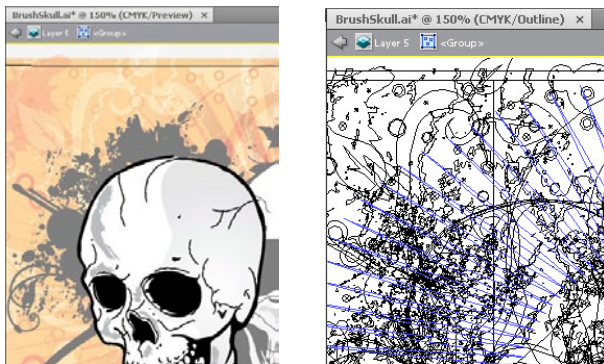 BrushSkull.ai* @ 150% (CMYK/Preview) ×
Layer 5 <Group>
BrushSkull.ai* @ 150% (CMYK/Outline) ×
Layer 5 <Group>